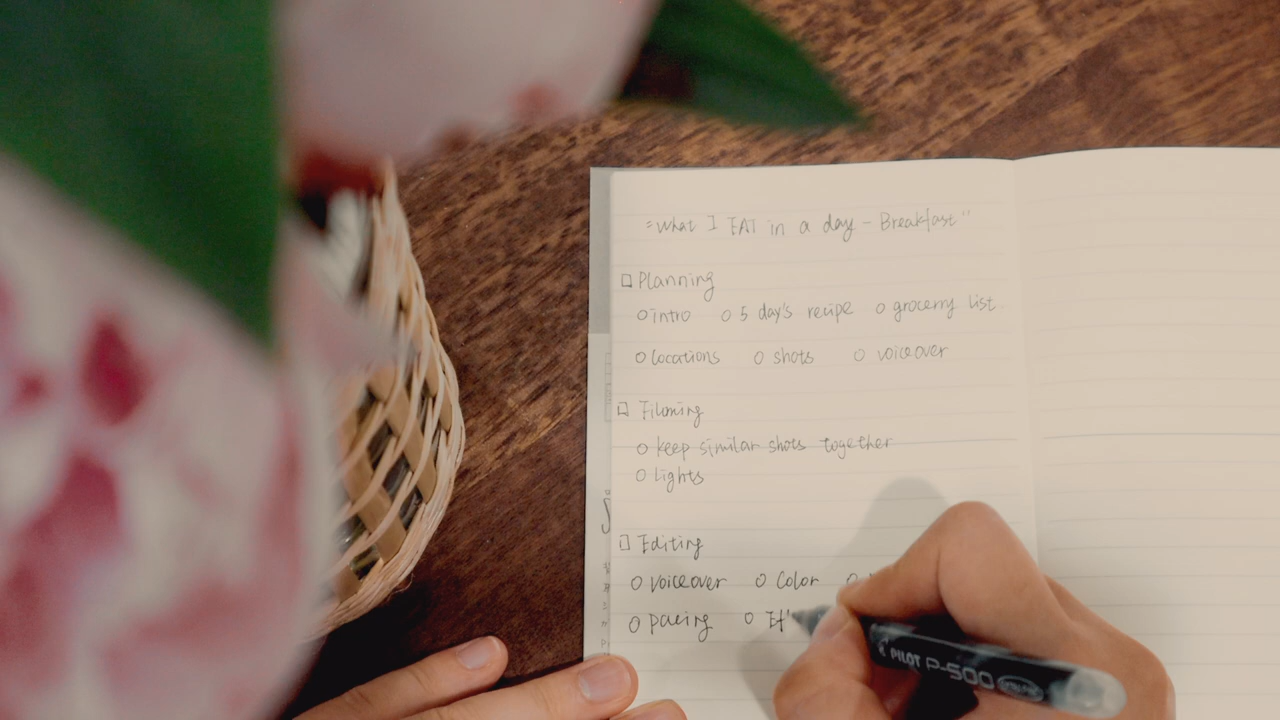 "What I EAT in a day - Breakfast"
□ Planning
○ intro ○ 5 day's recipe ○ grocerry list.
○ locations ○ shots ○ voiceover
□ Filming
○ keep similar shots together
○ lights
□ Editing
○ voiceover ○ Color ○
○ pacing ○
PILOT P-500